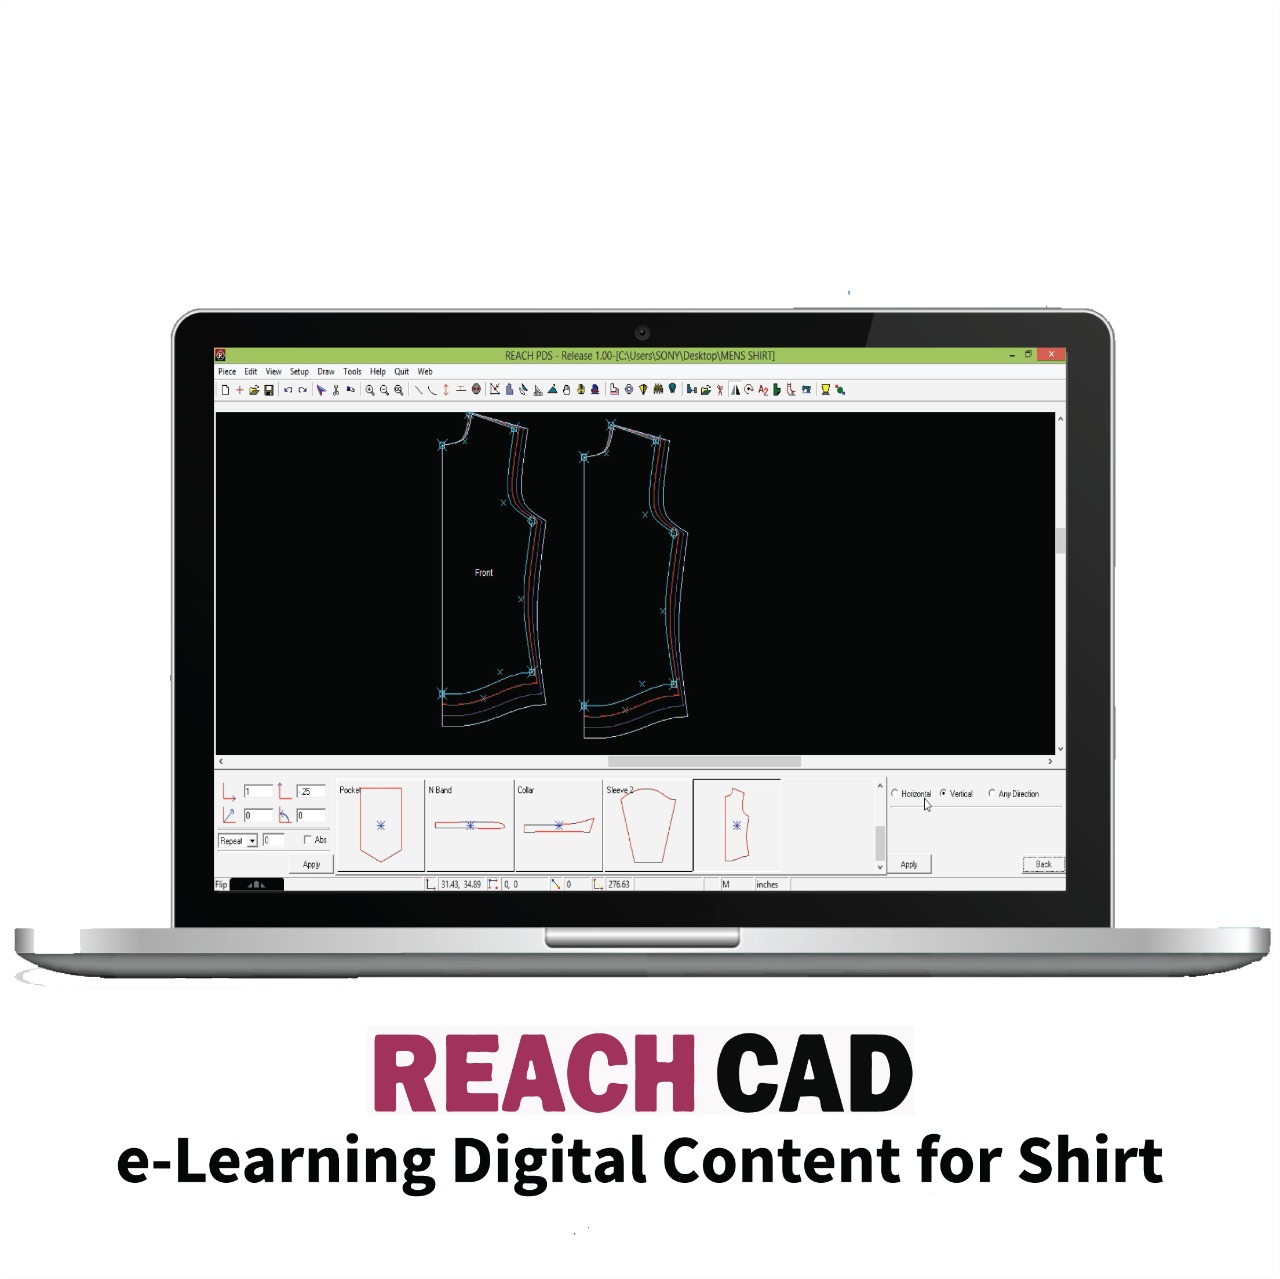 REACH PDS - Release 1.00-[C:\Users\SONY\Desktop\MENS SHIRT]
Piece Edit View Setup Draw Tools Help Quit Web
A2
Front
1 -.25
0 0
Repeat 0 Abs
Apply
Pocket
N Band
Collar
Sleeve 2
Horizontal Vertical Any Direction
Apply Back
Flip 31.43, 34.89 0, 0 0 276.63 M inches
REACH CAD
e-Learning Digital Content for Shirt